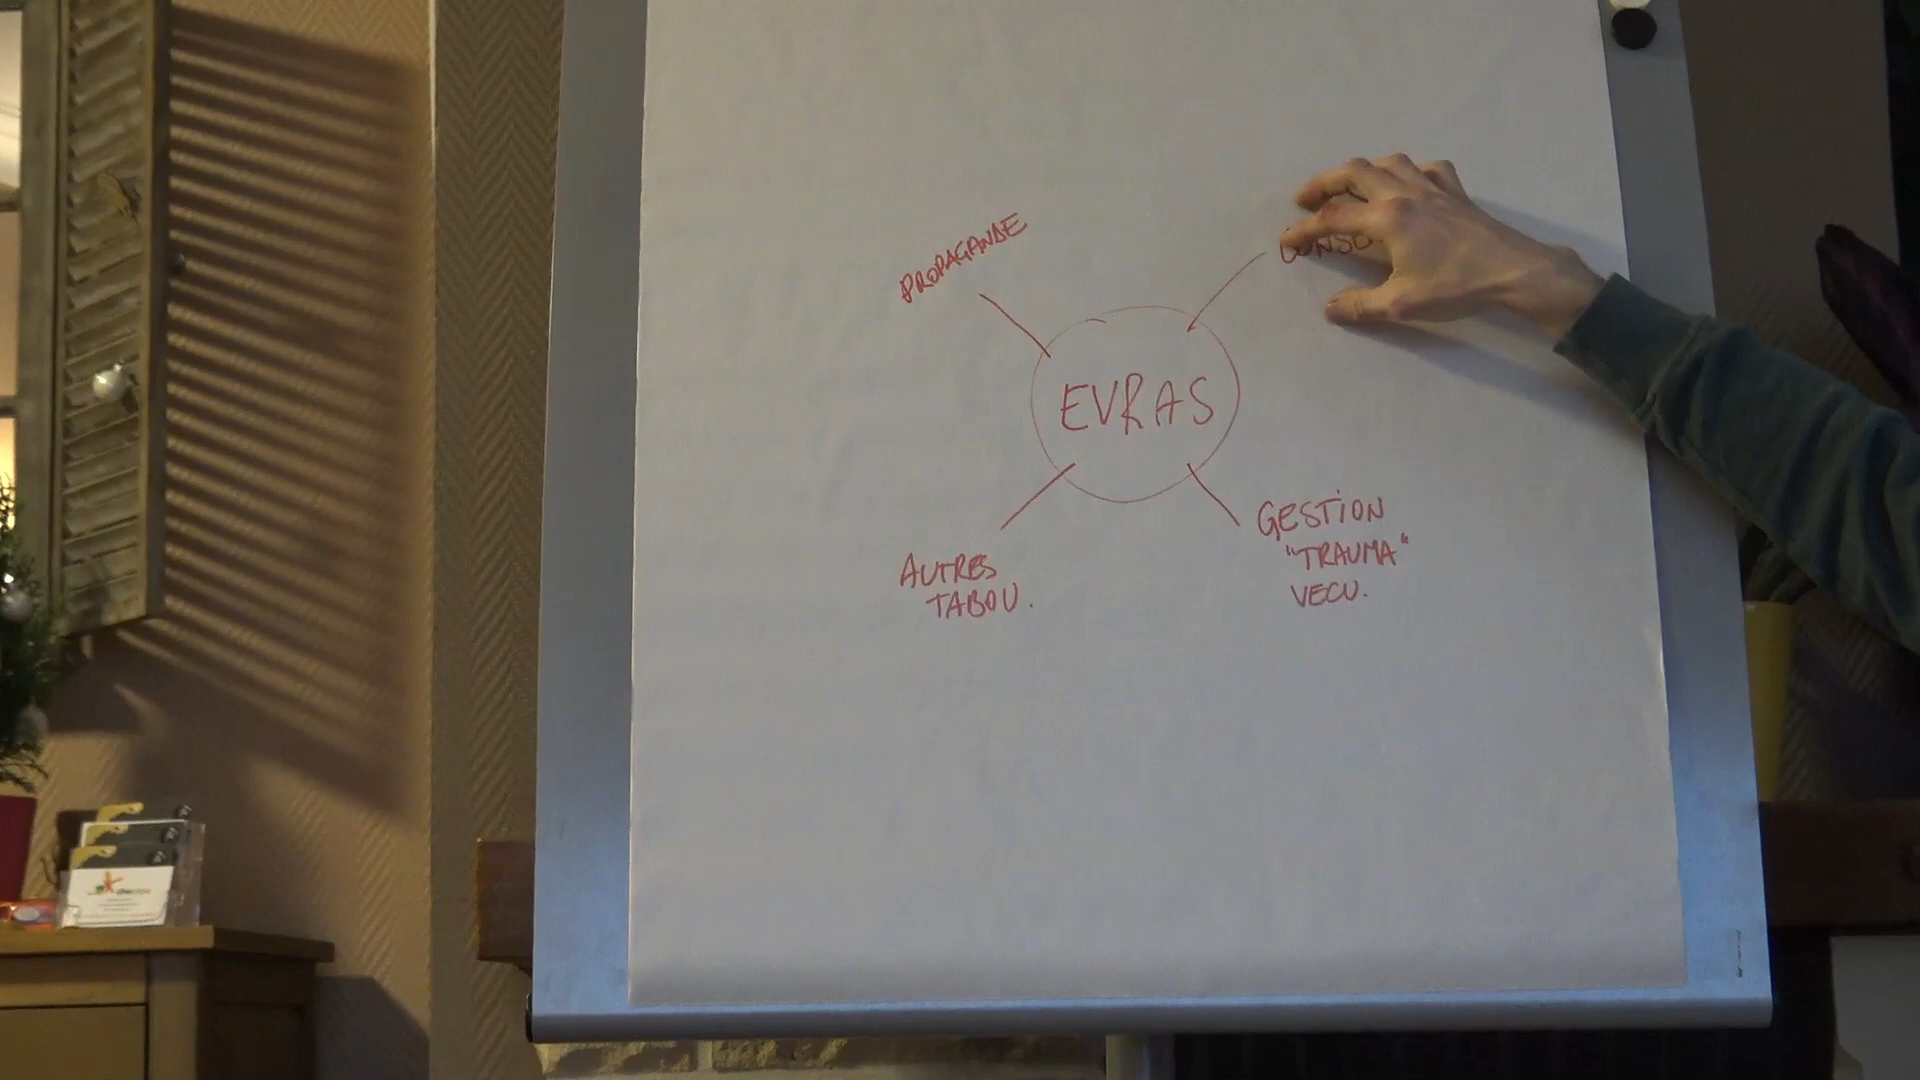 PROPAGANDE
EVRAS
AUTRES
TABOU.
GESTION
"TRAUMA"
VECU.